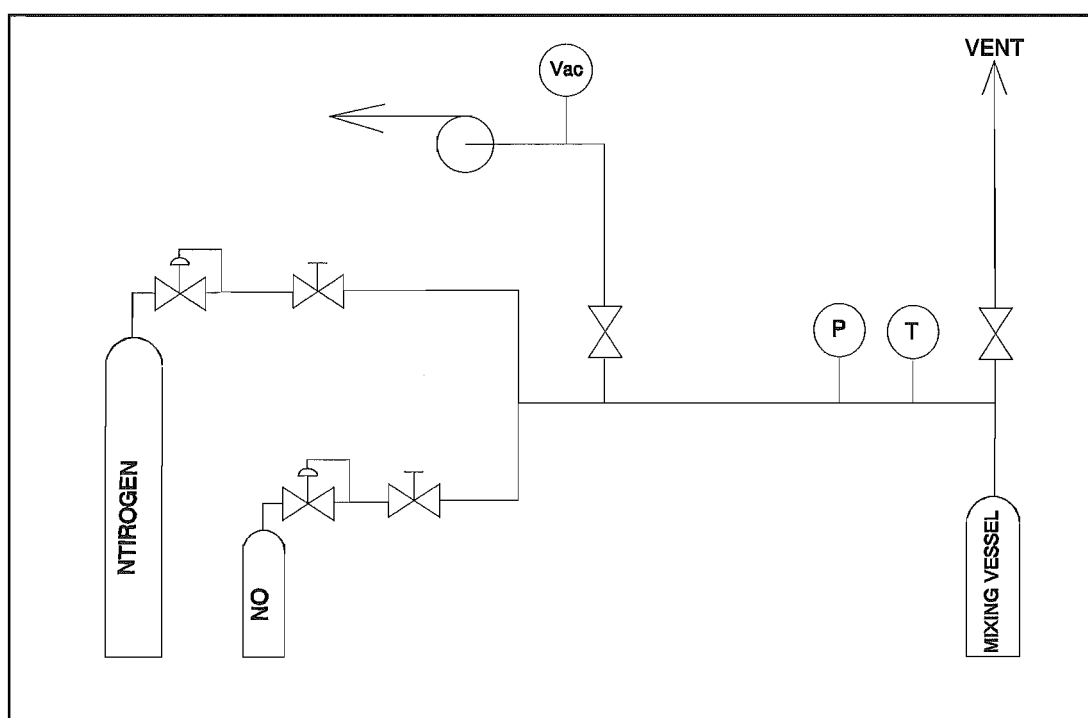 VENT
Vac
P
T
NTIROGEN
NO
MIXING VESSEL